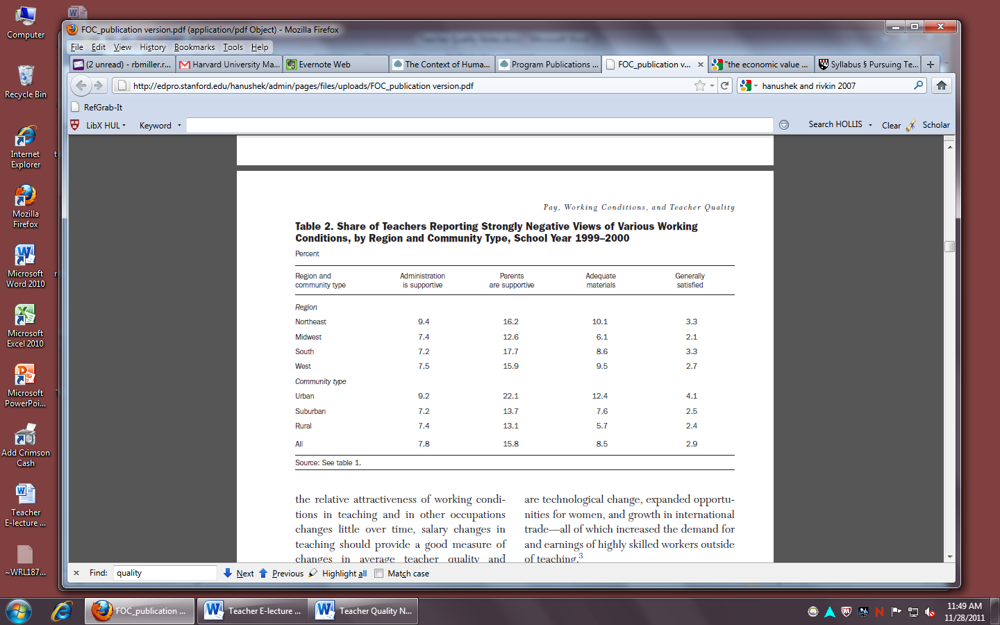 Computer
Recycle Bin
Internet
Explorer
Mozilla
Firefox
Microsoft
Word 2010
Microsoft
Excel 2010
Microsoft
PowerPoi...
Add Crimson
Cash
Teacher
E-lecture ...
~WRL187...
FOC_publication version.pdf (application/pdf Object) - Mozilla Firefox
File Edit View History Bookmarks Tools Help
(2 unread) - rbmiller.r... Harvard University Ma... Evernote Web The Context of Huma... Program Publications ... FOC_publication v... "the economic value ... Syllabus § Pursuing Te...
http://edpro.stanford.edu/hanushek/admin/pages/files/uploads/FOC_publication version.pdf hanushek and rivkin 2007
RefGrab-It
LibX HUL Keyword Search HOLLIS Clear Scholar
Pay, Working Conditions, and Teacher Quality
Table 2. Share of Teachers Reporting Strongly Negative Views of Various Working
Conditions, by Region and Community Type, School Year 1999–2000
Percent
Region and Administration Parents Adequate Generally
community type is supportive are supportive materials satisfied
Region
Northeast 9.4 16.2 10.1 3.3
Midwest 7.4 12.6 6.1 2.1
South 7.2 17.7 8.6 3.3
West 7.5 15.9 9.5 2.7
Community type
Urban 9.2 22.1 12.4 4.1
Suburban 7.2 13.7 7.6 2.5
Rural 7.4 13.1 5.7 2.4
All 7.8 15.8 8.5 2.9
Source: See table 1.
the relative attractiveness of working condi-
tions in teaching and in other occupations
changes little over time, salary changes in
teaching should provide a good measure of
changes in average teacher quality and
are technological change, expanded opportu-
nities for women, and growth in international
trade—all of which increased the demand for
and earnings of highly skilled workers outside
of teaching.3
Find: quality Next Previous Highlight all Match case
FOC_publication ... Teacher E-lecture ... Teacher Quality N...
11:49 AM
11/28/2011